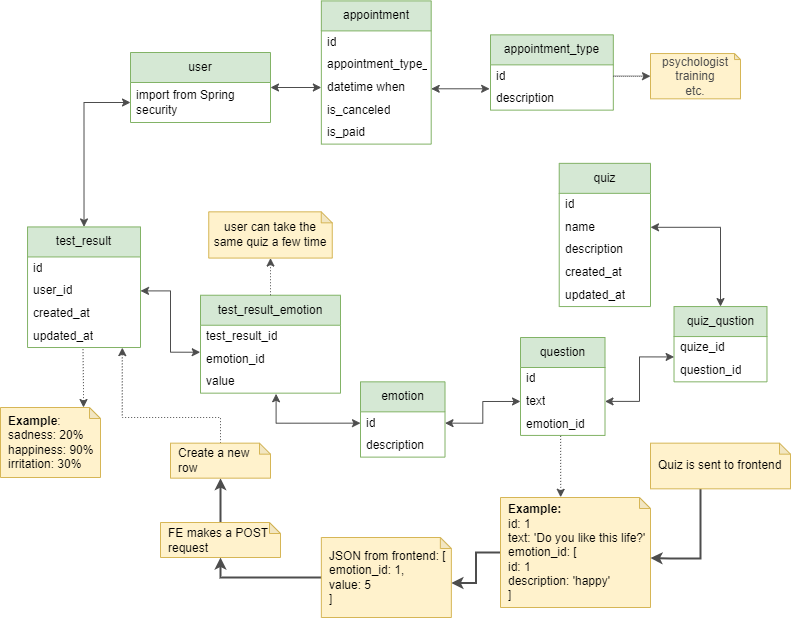 appointment
id
appointment_type_
datetime when
is_canceled
is_paid
user
import from Spring
security
appointment_type
id
description
psychologist
training
etc.
quiz
id
name
description
created_at
updated_at
test_result
id
user_id
created_at
updated_at
user can take the
same quiz a few time
test_result_emotion
test_result_id
emotion_id
value
quiz_qustion
quize_id
question_id
question
id
text
emotion_id
emotion
id
description
Example:
sadness: 20%
happiness: 90%
irritation: 30%
Create a new
row
Quiz is sent to frontend
FE makes a POST
request
JSON from frontend: [
emotion_id: 1,
value: 5
]
Example:
id: 1
text: 'Do you like this life?'
emotion_id: [
id: 1
description: 'happy'
]